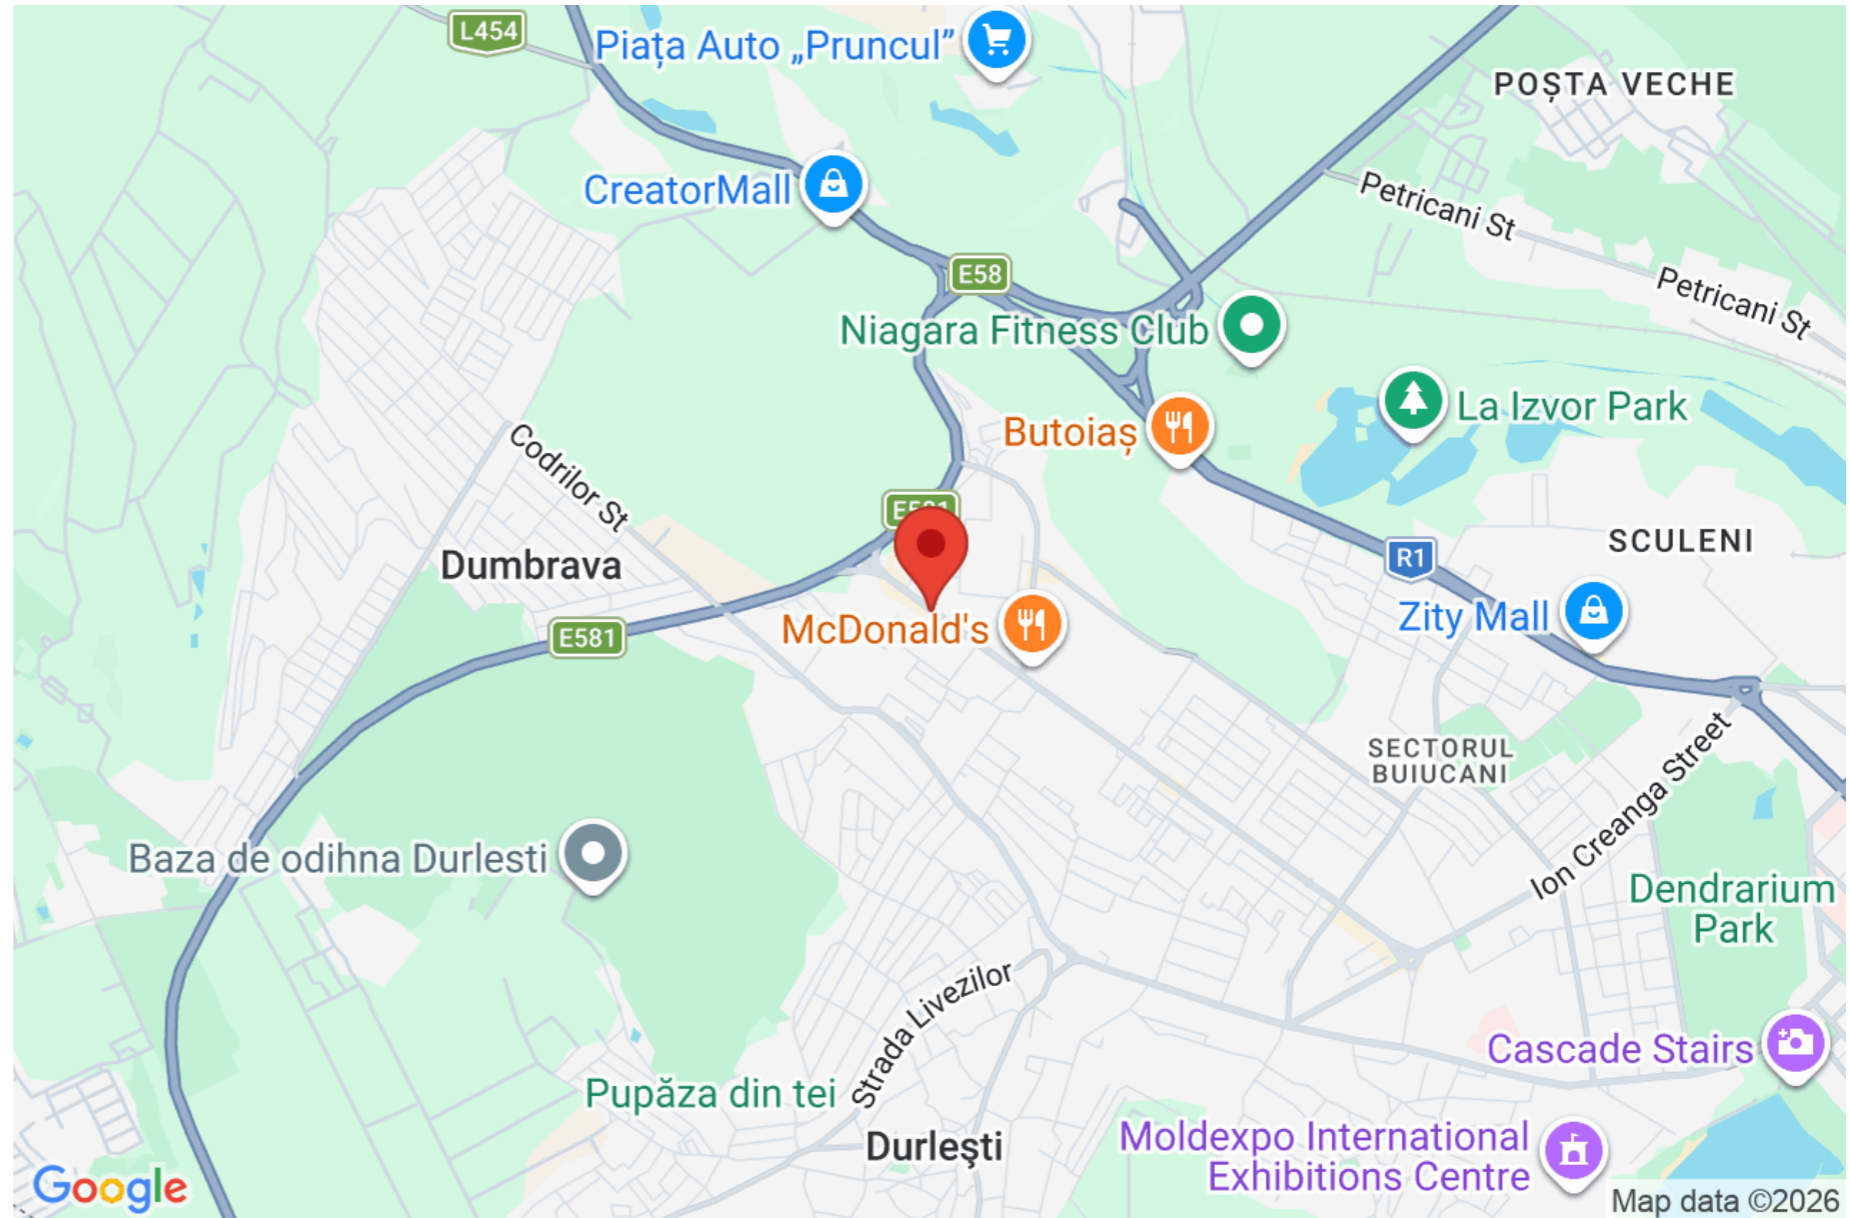 L454
Piața Auto „Pruncul”
POȘTA VECHE
CreatorMall
Petricani St
E58
Petricani St
Niagara Fitness Club
La Izvor Park
Butoiaș
Codrilor St
SCULENI
Dumbrava
R1
Zity Mall
McDonald's
E581
SECTORUL
BUIUCANI
Ion Creanga Street
Baza de odihna Durlesti
Dendrarium
Park
Strada Livezilor
Cascade Stairs
Pupăza din tei
Durleşti
Moldexpo International
Exhibitions Centre
Google
Map data ©2026